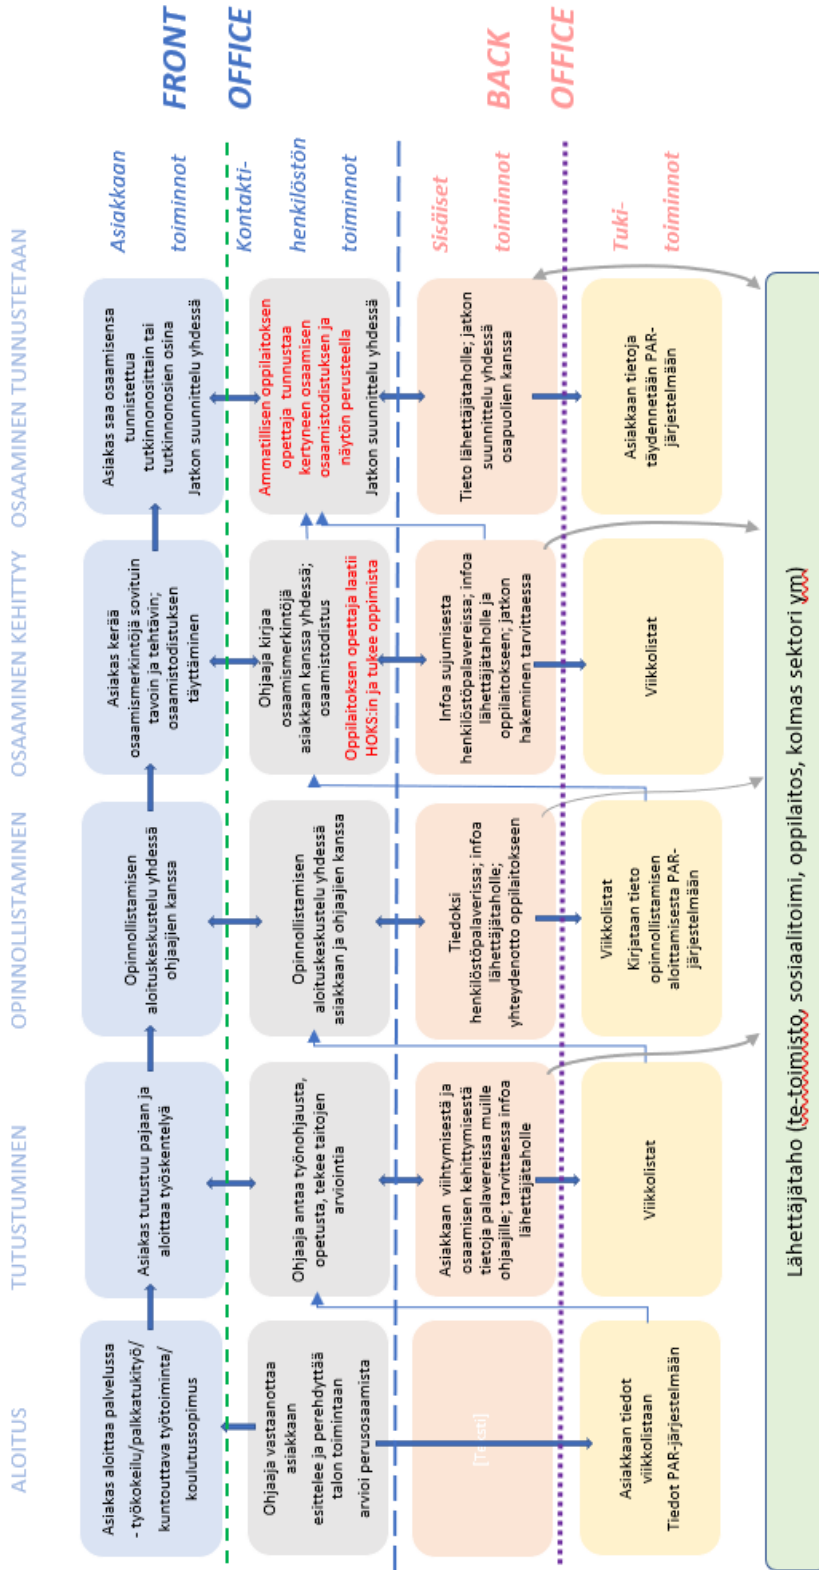 ALOITUS
TUTUSTUMINEN
OPINNOLLISTAMINEN
OSAAMINEN KEHITTYY
OSAAMINEN TUNNUSTETAAN
Asiakas aloittaa palvelussa
- työkokeilu/palkkatukityö/
kuntouttava työtoiminta/
koulutussopimus
Asiakas tutustuu pajaan ja
aloittaa työskentelyä
Opinnollistamisen
aloituskeskustelu yhdessä
ohjaajien kanssa
Asiakas kerää
osaamismerkintöjä sovituin
tavoin ja tehtävin;
osaamistodistuksen
täyttäminen
Asiakas saa osaamisensa
tunnistettua
tutkinnonosittain tai
tutkinnonosien osina
Jatkon suunnittelu yhdessä
Asiakkaan
toiminnot
FRONT
OFFICE
Ohjaaja vastaanottaa
asiakkaan
esittelee ja perehdyttää
talon toimintaan
arvioi perusosaamista
Ohjaaja antaa työnohjausta,
opetusta, tekee taitojen
arviointia
Opinnollistamisen
aloituskeskustelu yhdessä
asiakkaan ja ohjaajien kanssa
Ohjaaja kirjaa
osaamismerkintöjä
asiakkaan kanssa yhdessä;
osaamistodistus
Oppilaitoksen opettaja laatii
HOKS:in ja tukee oppimista
Ammatillisen oppilaitoksen
opettaja tunnustaa
kertyneen osaamisen
osaamistodistuksen ja
näytön perusteella
Jatkon suunnittelu yhdessä
Kontakti-
henkilöstön
toiminnot
Asiakkaan viihtymisestä ja
osaamisen kehittymisestä
tietoja palavereissa muille
ohjaajille; tarvittaessa infoa
lähettäjätaholle
Tiedoksi
henkilöstöpalaverissa; infoa
lähettäjätaholle;
yhteydenotto oppilaitokseen
Infoa sujumisesta
henkilöstöpalavereissa; infoa
lähettäjätaholle ja
oppilaitokseen; jatkon
hakeminen tarvittaessa
Tieto lähettäjätaholle; jatkon
suunnittelu yhdessä
osapuolien kanssa
Sisäiset
toiminnot
BACK
OFFICE
Asiakkaan tiedot
viikkolistaan
Tiedot PAR-järjestelmään
Viikkolistat
Viikkolistat
Kirjataan tieto
opinnollistamisen
aloittamisesta PAR-
järjestelmään
Viikkolistat
Asiakkaan tietoja
täydennetään PAR-
järjestelmään
Tuki-
toiminnot
Lähettäjätaho (te-toimisto, sosiaalitoimi, oppilaitos, kolmas sektori ym)